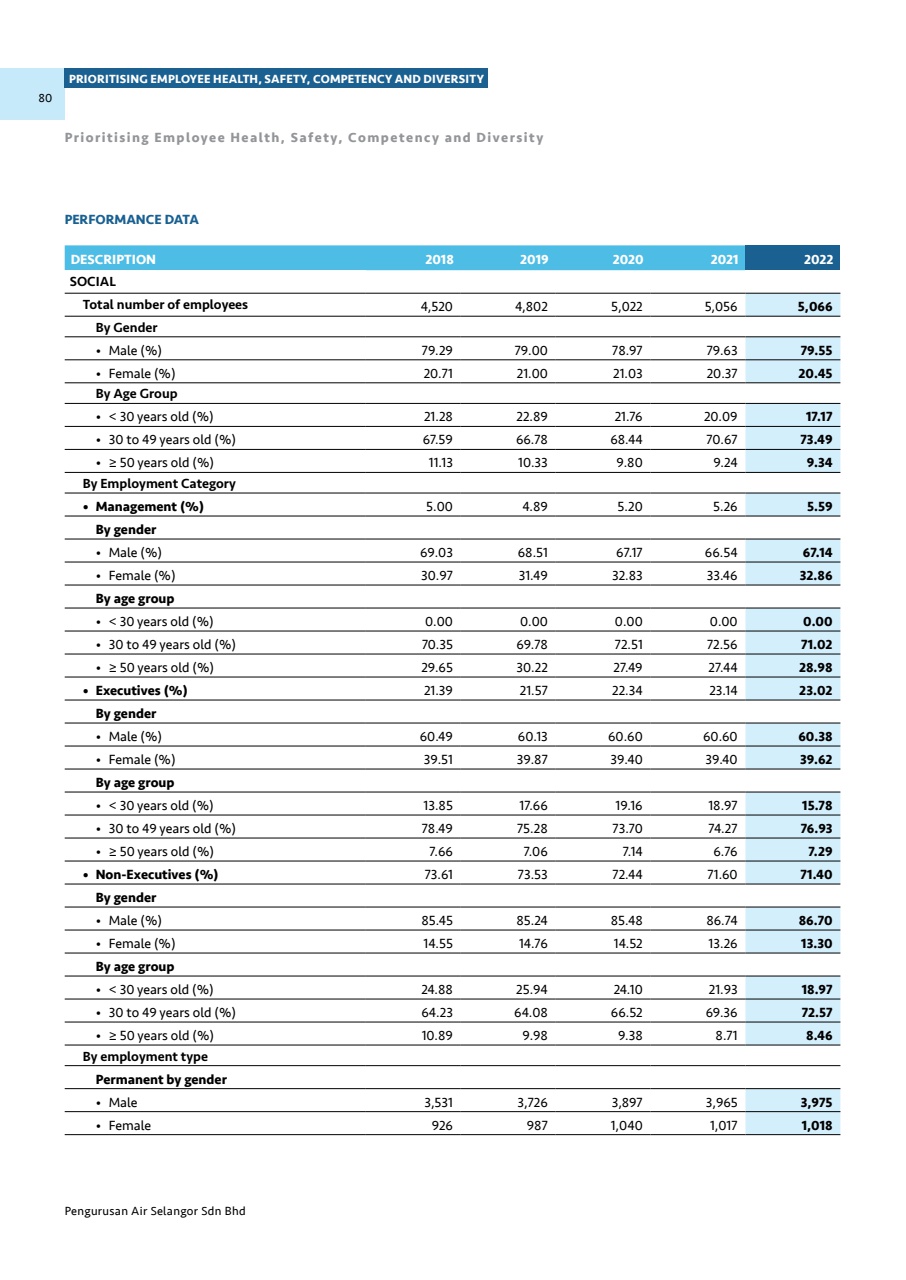 PRIORITISING EMPLOYEE HEALTH, SAFETY, COMPETENCY AND DIVERSITY
80
Prioritising Employee Health, Safety, Competency and Diversity
PERFORMANCE DATA
DESCRIPTION 2018 2019 2020 2021 2022
SOCIAL
Total number of employees 4,520 4,802 5,022 5,056 5,066
By Gender
• Male (%) 79.29 79.00 78.97 79.63 79.55
• Female (%) 20.71 21.00 21.03 20.37 20.45
By Age Group
• < 30 years old (%) 21.28 22.89 21.76 20.09 17.17
• 30 to 49 years old (%) 67.59 66.78 68.44 70.67 73.49
• ≥ 50 years old (%) 11.13 10.33 9.80 9.24 9.34
By Employment Category
• Management (%) 5.00 4.89 5.20 5.26 5.59
By gender
• Male (%) 69.03 68.51 67.17 66.54 67.14
• Female (%) 30.97 31.49 32.83 33.46 32.86
By age group
• < 30 years old (%) 0.00 0.00 0.00 0.00 0.00
• 30 to 49 years old (%) 70.35 69.78 72.51 72.56 71.02
• ≥ 50 years old (%) 29.65 30.22 27.49 27.44 28.98
• Executives (%) 21.39 21.57 22.34 23.14 23.02
By gender
• Male (%) 60.49 60.13 60.60 60.60 60.38
• Female (%) 39.51 39.87 39.40 39.40 39.62
By age group
• < 30 years old (%) 13.85 17.66 19.16 18.97 15.78
• 30 to 49 years old (%) 78.49 75.28 73.70 74.27 76.93
• ≥ 50 years old (%) 7.66 7.06 7.14 6.76 7.29
• Non-Executives (%) 73.61 73.53 72.44 71.60 71.40
By gender
• Male (%) 85.45 85.24 85.48 86.74 86.70
• Female (%) 14.55 14.76 14.52 13.26 13.30
By age group
• < 30 years old (%) 24.88 25.94 24.10 21.93 18.97
• 30 to 49 years old (%) 64.23 64.08 66.52 69.36 72.57
• ≥ 50 years old (%) 10.89 9.98 9.38 8.71 8.46
By employment type
Permanent by gender
• Male 3,531 3,726 3,897 3,965 3,975
• Female 926 987 1,040 1,017 1,018
Pengurusan Air Selangor Sdn Bhd